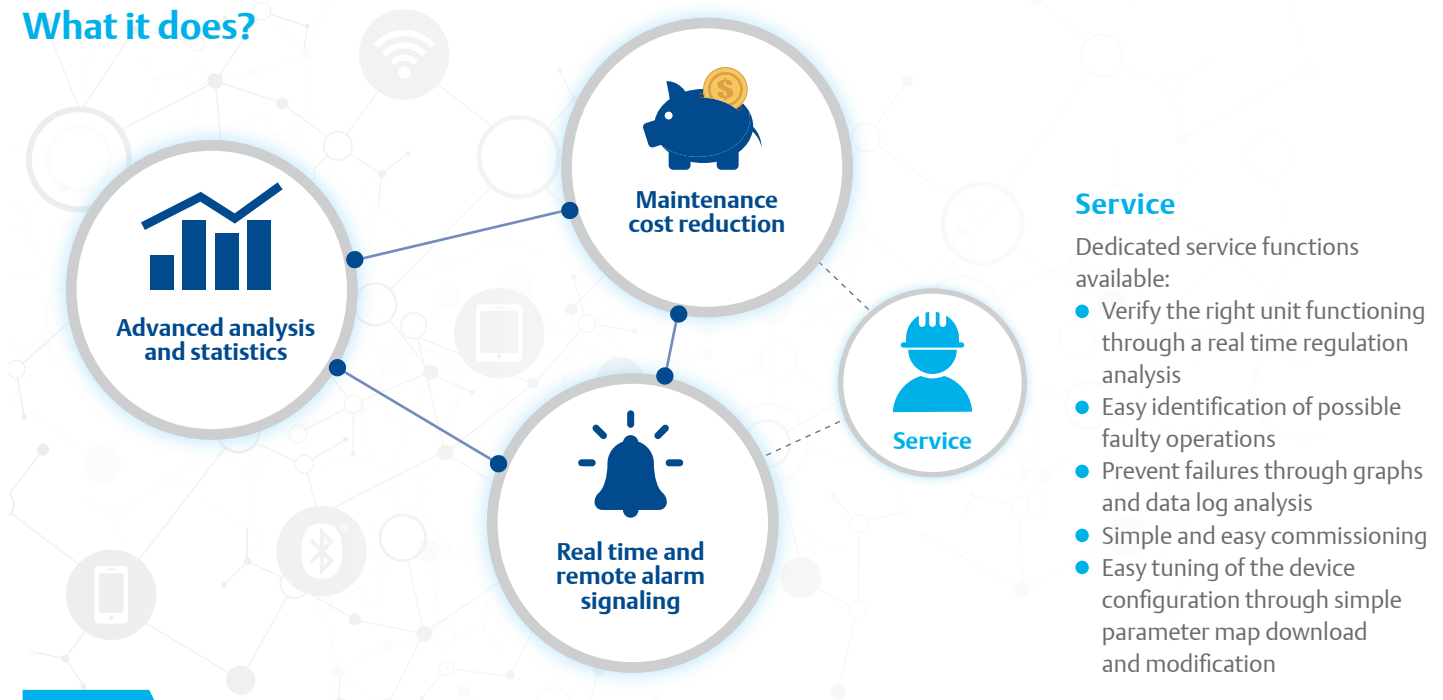 What it does?
Maintenance
cost reduction
Advanced analysis
and statistics
Real time and
remote alarm
signaling
Service
Service
Dedicated service functions
available:
Verify the right unit functioning
through a real time regulation
analysis
Easy identification of possible
faulty operations
Prevent failures through graphs
and data log analysis
Simple and easy commissioning
Easy tuning of the device
configuration through simple
parameter map download
and modification